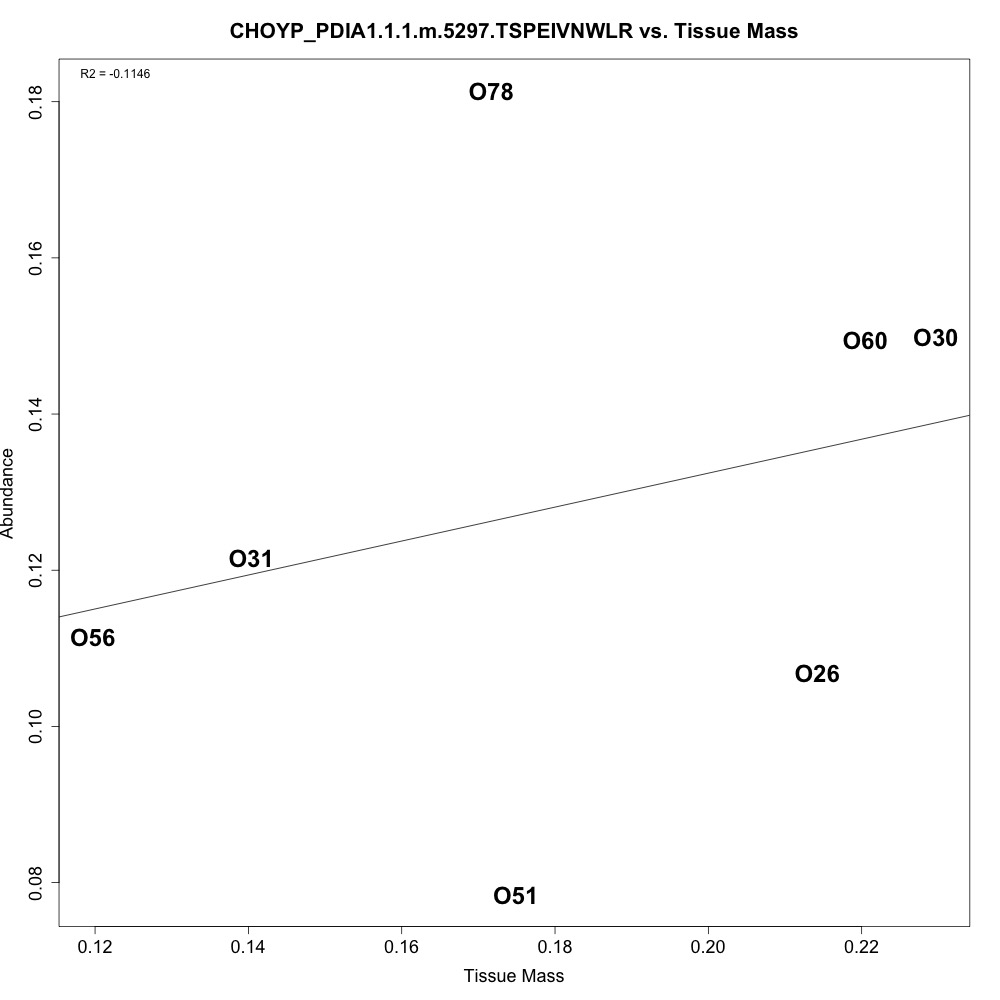 CHOYP_PDIA1.1.1.m.5297.TSPEIVNWLR vs. Tissue Mass
R2 = -0.1146
O78
O60
O30
O31
O56
O26
O51
Abundance
0.18
0.16
0.14
0.12
0.10
0.08
0.12 0.14 0.16 0.18 0.20 0.22
Tissue Mass